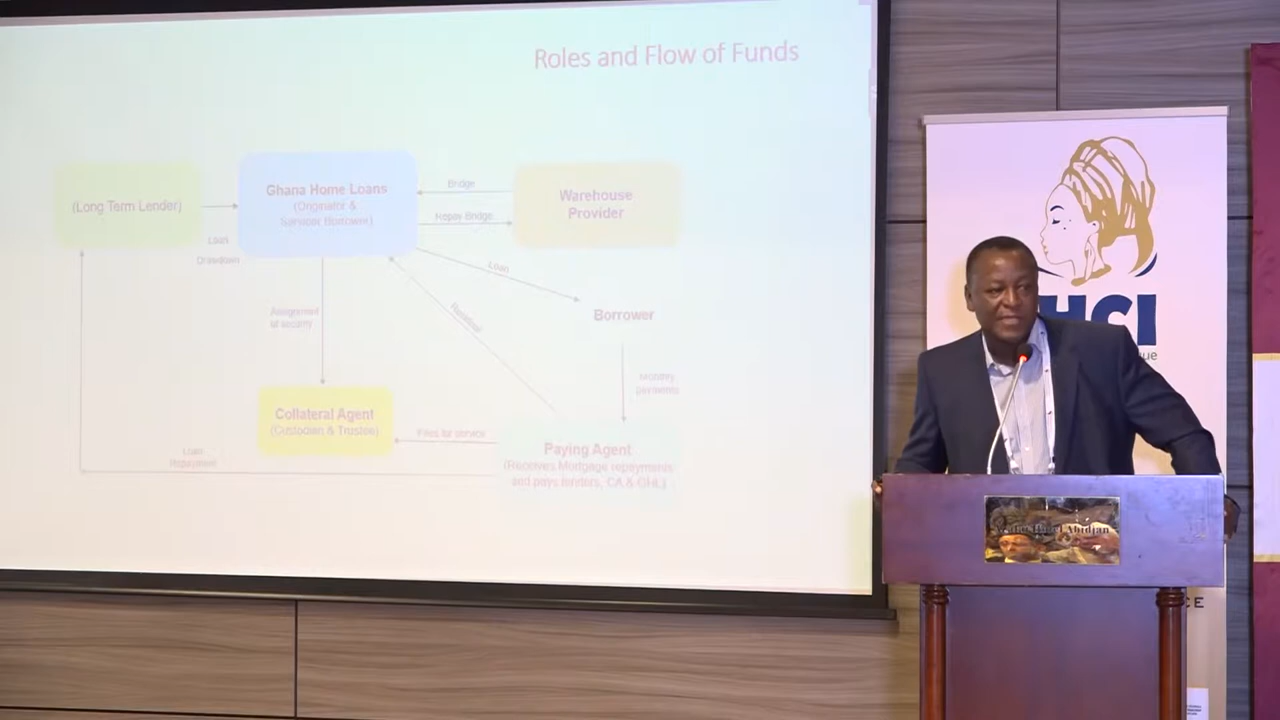 Roles and Flow of Funds
(Long Term Lender)
Ghana Home Loans
(Originator &
Servicer Borrower)
Bridge
Repay Bridge
Warehouse
Provider
Loan
Drawdown
Loan
Assignment
of security
Residual
Borrower
Monthly
payments
Collateral Agent
(Custodian & Trustee)
Fees for service
Paying Agent
(Receives Mortgage repayments
and pays lenders, CA & GHL)
Loan
Repayment
HCI
Abidjan